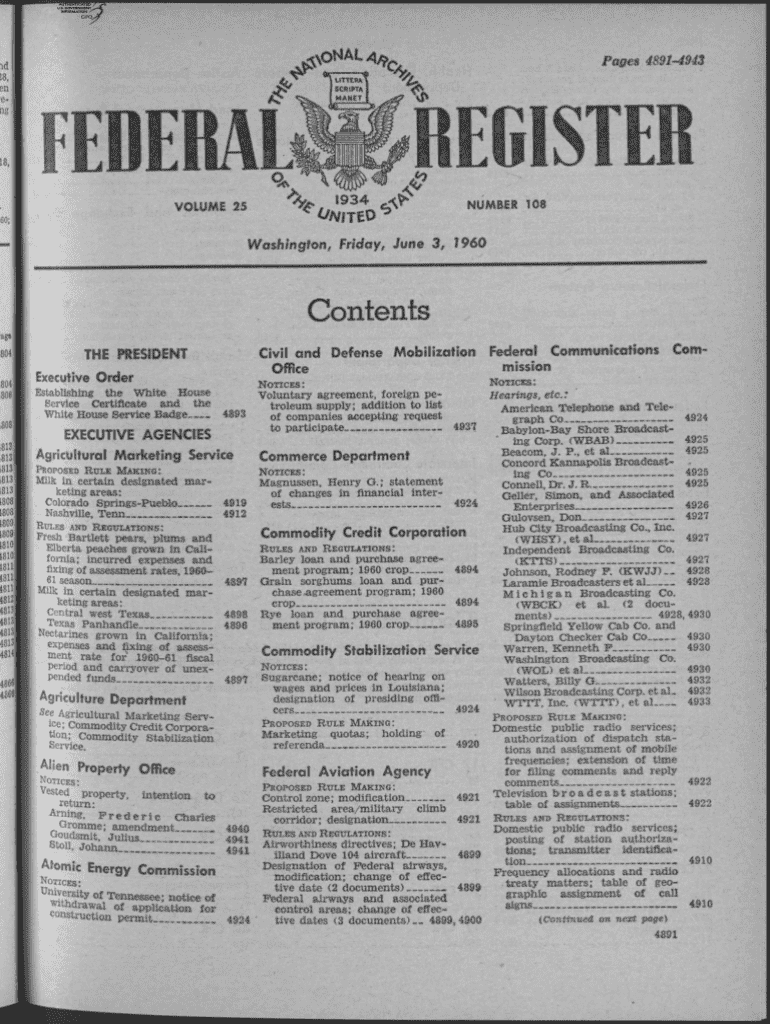 AUTHENTICATED
U.S. GOVERNMENT
INFORMATION
GPO
Pages 4891-4943
THE NATIONAL ARCHIVES
LITTERA
SCRIPTA
MANET
FEDERAL REGISTER
1934
OF THE UNITED STATES
VOLUME 25
NUMBER 108
Washington, Friday, June 3, 1960
Contents
THE PRESIDENT
Executive Order
Establishing the White House
Service Certificate and the
White House Service Badge---- 4893
EXECUTIVE AGENCIES
Agricultural Marketing Service
PROPOSED RULE MAKING:
Milk in certain designated mar-
keting areas:
Colorado Springs-Pueblo------ 4919
Nashville, Tenn-------------- 4912
RULES AND REGULATIONS:
Fresh Bartlett pears, plums and
Elberta peaches grown in Cali-
fornia; incurred expenses and
fixing of assessment rates, 1960-
61 season-------------------- 4897
Milk in certain designated mar-
keting areas:
Central west Texas----------- 4898
Texas Panhandle-------------- 4896
Nectarines grown in California;
expenses and fixing of assess-
ment rate for 1960-61 fiscal
period and carryover of unex-
pended funds----------------- 4897
Agriculture Department
See Agricultural Marketing Serv-
ice; Commodity Credit Corpora-
tion; Commodity Stabilization
Service.
Alien Property Office
NOTICES:
Vested property, intention to
return:
Arning, Frederic Charles
Gromme; amendment------- 4940
Goudsmit, Julius------------- 4941
Stoll, Johann---------------- 4941
Atomic Energy Commission
NOTICES:
University of Tennessee; notice of
withdrawal of application for
construction permit---------- 4924
Civil and Defense Mobilization
Office
NOTICES:
Voluntary agreement, foreign pe-
troleum supply; addition to list
of companies accepting request
to participate--------------- 4937
Commerce Department
NOTICES:
Magnussen, Henry G.; statement
of changes in financial inter-
ests------------------------- 4924
Commodity Credit Corporation
RULES AND REGULATIONS:
Barley loan and purchase agree-
ment program; 1960 crop------ 4894
Grain sorghums loan and pur-
chase agreement program; 1960
crop------------------------- 4894
Rye loan and purchase agree-
ment program; 1960 crop------ 4895
Commodity Stabilization Service
NOTICES:
Sugarcane; notice of hearing on
wages and prices in Louisiana;
designation of presiding offi-
cers------------------------- 4924
PROPOSED RULE MAKING:
Marketing quotas; holding of
referenda-------------------- 4920
Federal Aviation Agency
PROPOSED RULE MAKING:
Control zone; modification------- 4921
Restricted area/military climb
corridor; designation-------- 4921
RULES AND REGULATIONS:
Airworthiness directives; De Hav-
illand Dove 104 aircraft-------- 4899
Designation of Federal airways,
modification; change of effec-
tive date (2 documents)------- 4899
Federal airways and associated
control areas; change of effec-
tive dates (3 documents)-- 4899, 4900
Federal Communications Com-
mission
NOTICES:
Hearings, etc.:
American Telephone and Tele-
graph Co------------------ 4924
Babylon-Bay Shore Broadcast-
ing Corp. (WBAB)---------- 4925
Beacom, J. P., et al---------- 4925
Concord Kannapolis Broadcast-
ing Co-------------------- 4925
Connell, Dr. J. R------------- 4925
Geller, Simon, and Associated
Enterprises--------------- 4926
Gulovsen, Don---------------- 4927
Hub City Broadcasting Co., Inc.
(WHSY), et al------------- 4927
Independent Broadcasting Co.
(KTTS)-------------------- 4927
Johnson, Rodney F. (KWJJ)-- 4928
Laramie Broadcasters et al----- 4928
Michigan Broadcasting Co.
(WBCK) et al. (2 docu-
ments)-------------- 4928, 4930
Springfield Yellow Cab Co. and
Dayton Checker Cab Co----- 4930
Warren, Kenneth F----------- 4930
Washington Broadcasting Co.
(WOL) et al--------------- 4930
Watters, Billy G-------------- 4932
Wilson Broadcasting Corp. et al- 4932
WTTT, Inc. (WTTT), et al---- 4933
PROPOSED RULE MAKING:
Domestic public radio services;
authorization of dispatch sta-
tions and assignment of mobile
frequencies; extension of time
for filing comments and reply
comments--------------------- 4922
Television broadcast stations;
table of assignments--------- 4922
RULES AND REGULATIONS:
Domestic public radio services;
posting of station authoriza-
tions; transmitter identifica-
tion------------------------- 4910
Frequency allocations and radio
treaty matters; table of geo-
graphic assignment of call
signs------------------------ 4910
(Continued on next page)
4891